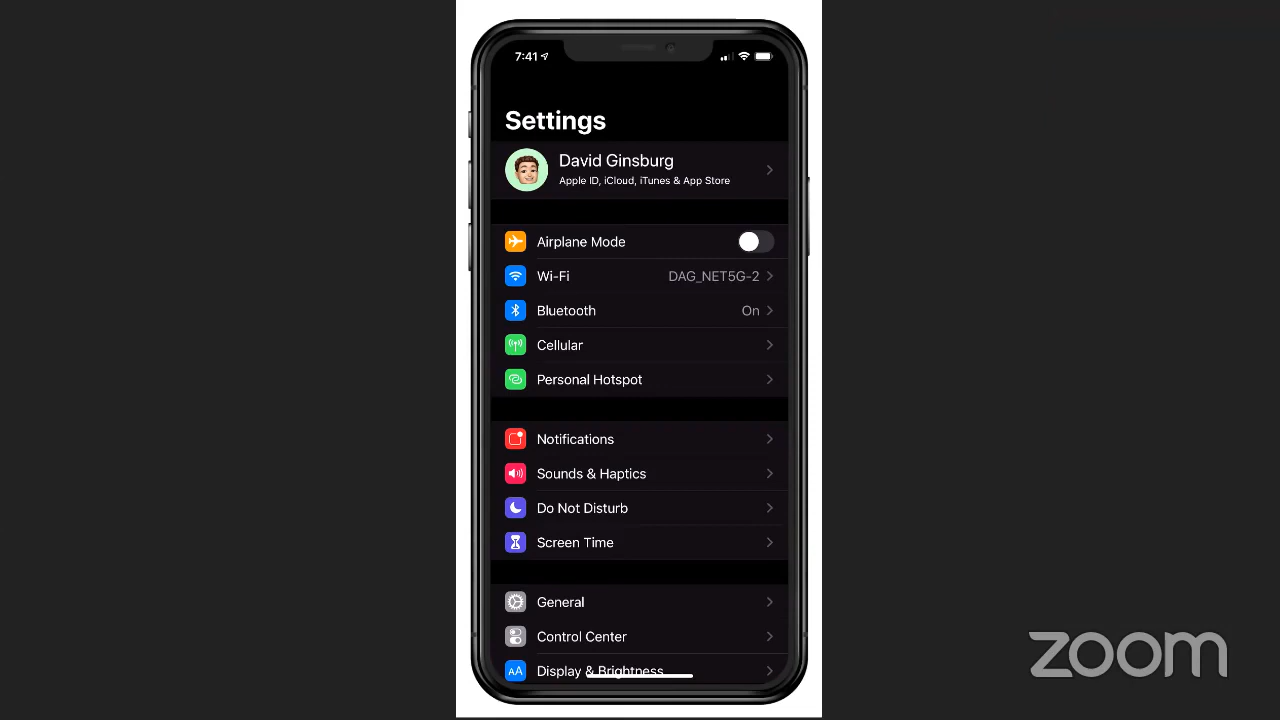 7:41
Settings
David Ginsburg
Apple ID, iCloud, iTunes & App Store
Airplane Mode
Wi-Fi DAG_NET5G-2
Bluetooth On
Cellular
Personal Hotspot
Notifications
Sounds & Haptics
Do Not Disturb
Screen Time
General
Control Center
AA Display & Brightness
zoom